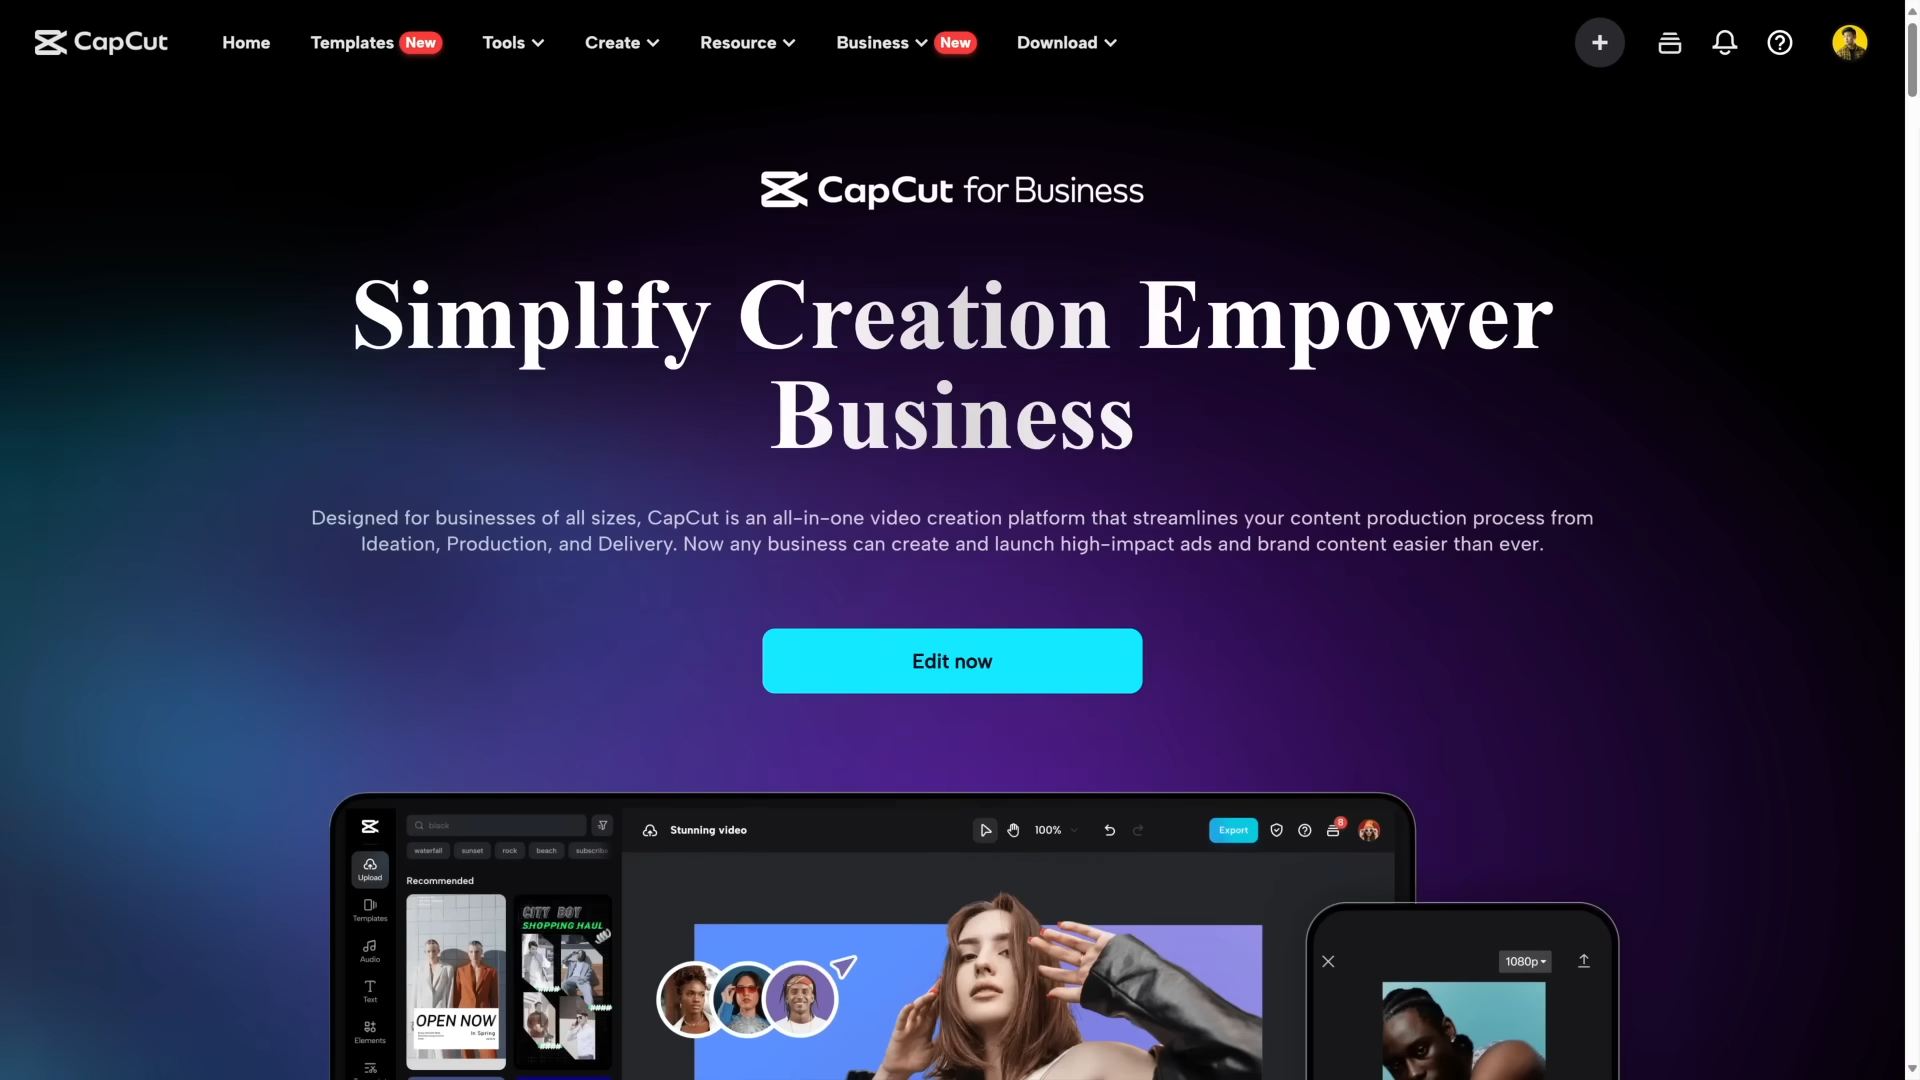 CapCut
Home
Templates New
Tools
Create
Resource
Business New
Download
CapCut for Business
Simplify Creation Empower
Business
Designed for businesses of all sizes, CapCut is an all-in-one video creation platform that streamlines your content production process from
Ideation, Production, and Delivery. Now any business can create and launch high-impact ads and brand content easier than ever.
Edit now
black
Stunning video
100%
Export
8
waterfall
sunset
rock
beach
Upload
Recommended
Templates
Audio
Text
Elements
CITY BOY
SHOPPING HAUL
OPEN NOW
In Spring
1080p